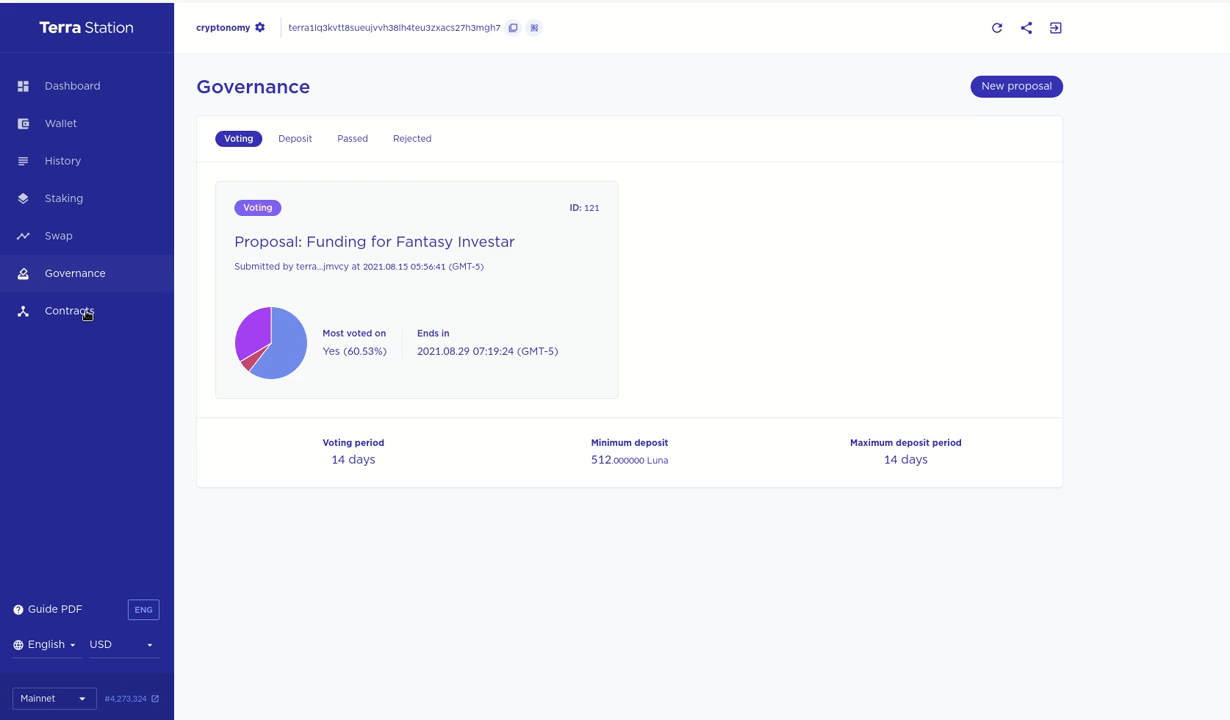 Terra Station
cryptonomy
terra1lq3kvtt8sueujvvh38lh4teu3zxacs27h3mgh7
Dashboard
Wallet
History
Staking
Swap
Governance
Contracts
Guide PDF
ENG
English
USD
Mainnet
#4,273,324
Governance
New proposal
Voting
Deposit
Passed
Rejected
Voting
ID: 121
Proposal: Funding for Fantasy Investar
Submitted by terra...jmvcy at 2021.08.15 05:56:41 (GMT-5)
Most voted on
Yes (60.53%)
Ends in
2021.08.29 07:19:24 (GMT-5)
Voting period
14 days
Minimum deposit
512.000000 Luna
Maximum deposit period
14 days